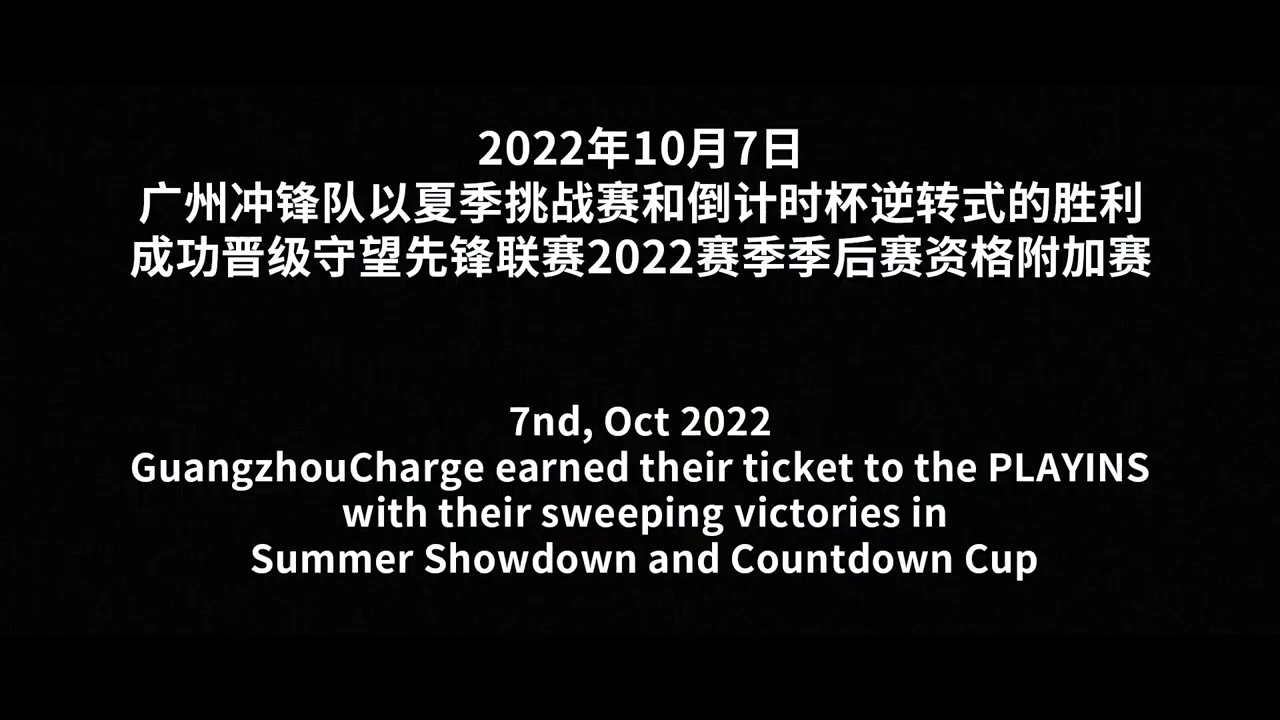 2022年10月7日
广州冲锋队以夏季挑战赛和倒计时杯逆转式的胜利
成功晋级守望先锋联赛2022赛季季后赛资格附加赛
7nd, Oct 2022
GuangzhouCharge earned their ticket to the PLAYINS
with their sweeping victories in
Summer Showdown and Countdown Cup